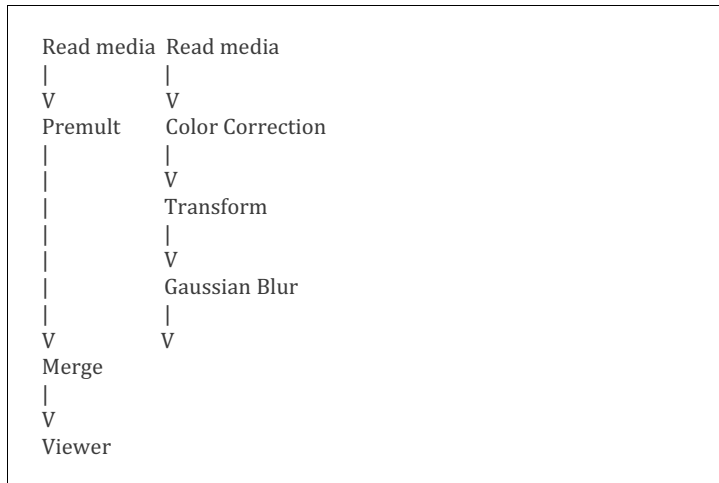 Read media  Read media
|              |
V              V
Premult     Color Correction
|              |
|              V
|              Transform
|              |
|              V
|              Gaussian Blur
|              |
V              V
Merge
|
V
Viewer